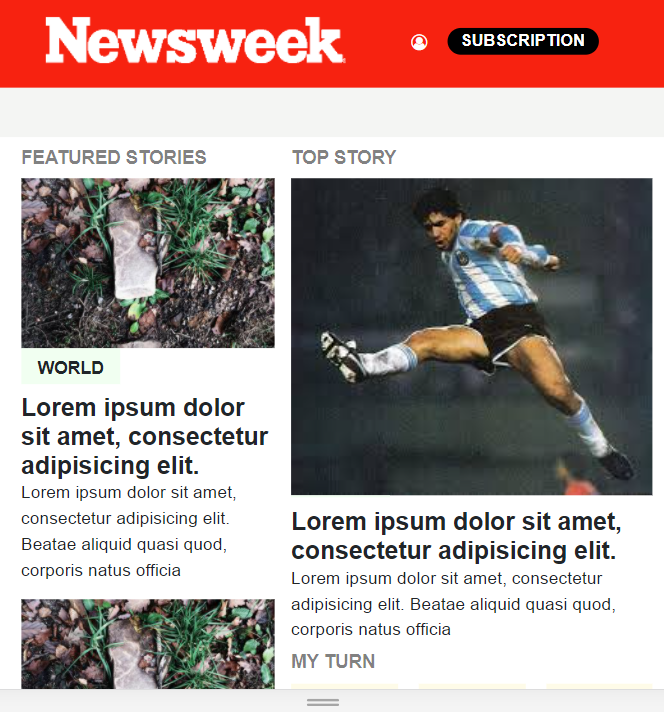 Newsweek
SUBSCRIPTION
FEATURED STORIES
WORLD
Lorem ipsum dolor
sit amet, consectetur
adipisicing elit.
Lorem ipsum dolor sit amet,
consectetur adipisicing elit.
Beatae aliquid quasi quod,
corporis natus officia
TOP STORY
Lorem ipsum dolor sit amet,
consectetur adipisicing elit.
Lorem ipsum dolor sit amet, consectetur
adipisicing elit. Beatae aliquid quasi quod,
corporis natus officia
MY TURN